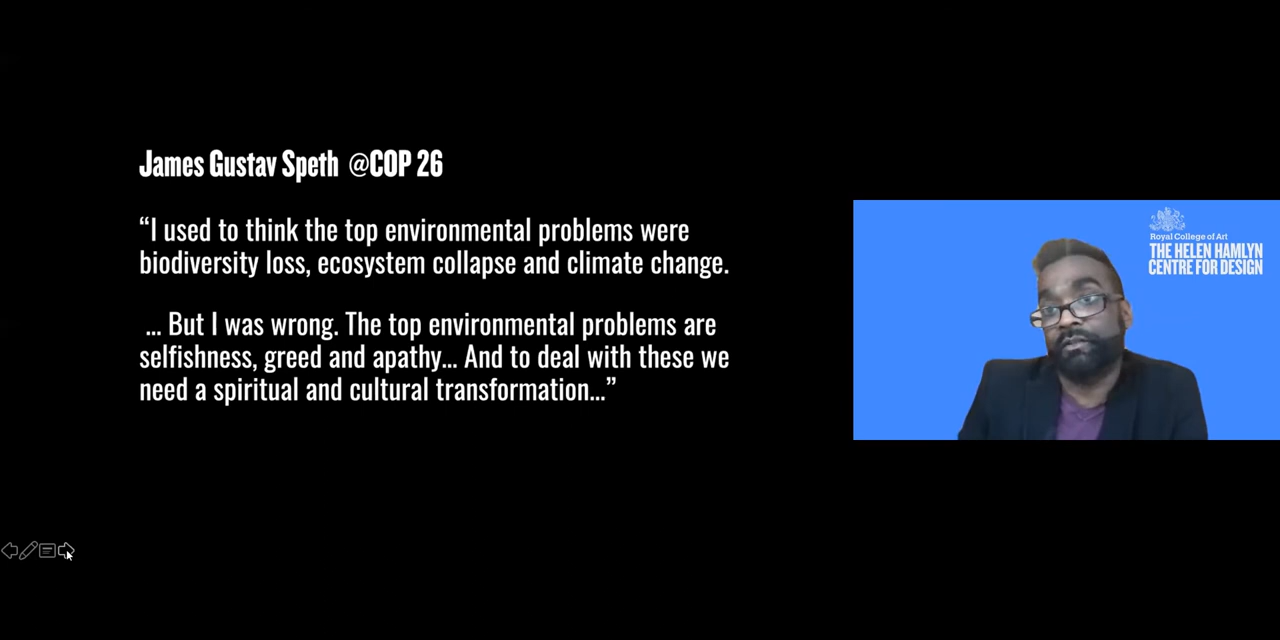 James Gustav Speth @COP 26
“I used to think the top environmental problems were
biodiversity loss, ecosystem collapse and climate change.
... But I was wrong. The top environmental problems are
selfishness, greed and apathy... And to deal with these we
need a spiritual and cultural transformation...”
Royal College of Art
THE HELEN HAMLYN
CENTRE FOR DESIGN